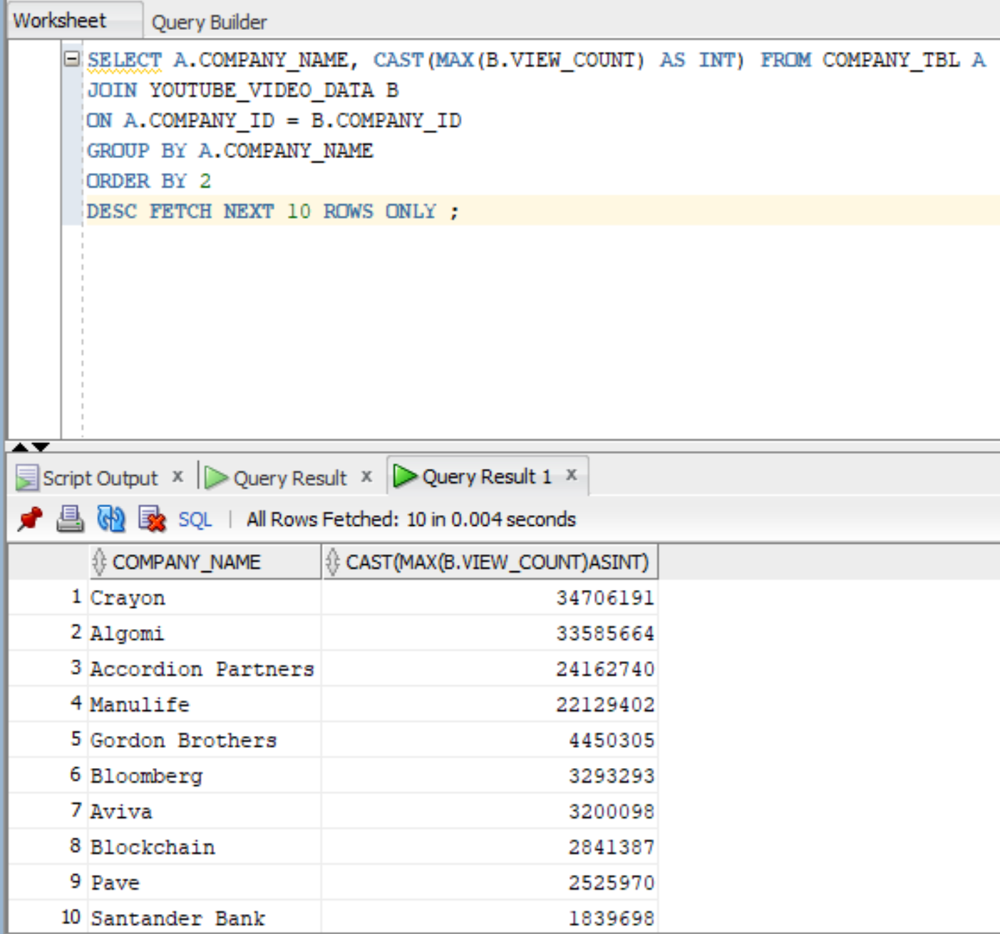 Worksheet Query Builder
SELECT A.COMPANY_NAME, CAST(MAX(B.VIEW_COUNT) AS INT) FROM COMPANY_TBL A
JOIN YOUTUBE_VIDEO_DATA B
ON A.COMPANY_ID = B.COMPANY_ID
GROUP BY A.COMPANY_NAME
ORDER BY 2
DESC FETCH NEXT 10 ROWS ONLY ;
Script Output x Query Result x Query Result 1 x
SQL | All Rows Fetched: 10 in 0.004 seconds
COMPANY_NAME CAST(MAX(B.VIEW_COUNT)ASINT)
1 Crayon 34706191
2 Algomi 33585664
3 Accordion Partners 24162740
4 Manulife 22129402
5 Gordon Brothers 4450305
6 Bloomberg 3293293
7 Aviva 3200098
8 Blockchain 2841387
9 Pave 2525970
10 Santander Bank 1839698